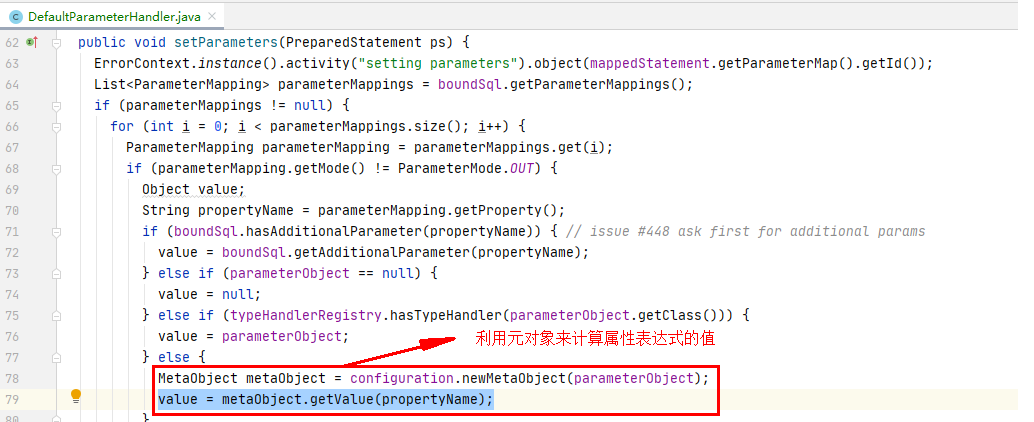 DefaultParameterHandler.java
62 public void setParameters(PreparedStatement ps) {
63 ErrorContext.instance().activity("setting parameters").object(mappedStatement.getParameterMap().getId());
64 List<ParameterMapping> parameterMappings = boundSql.getParameterMappings();
65 if (parameterMappings != null) {
66 for (int i = 0; i < parameterMappings.size(); i++) {
67 ParameterMapping parameterMapping = parameterMappings.get(i);
68 if (parameterMapping.getMode() != ParameterMode.OUT) {
69 Object value;
70 String propertyName = parameterMapping.getProperty();
71 if (boundSql.hasAdditionalParameter(propertyName)) { // issue #448 ask first for additional params
72 value = boundSql.getAdditionalParameter(propertyName);
73 } else if (parameterObject == null) {
74 value = null;
75 } else if (typeHandlerRegistry.hasTypeHandler(parameterObject.getClass())) {
76 value = parameterObject;
利用元对象来计算属性表达式的值
77 } else {
78 MetaObject metaObject = configuration.newMetaObject(parameterObject);
79 value = metaObject.getValue(propertyName);
80 }